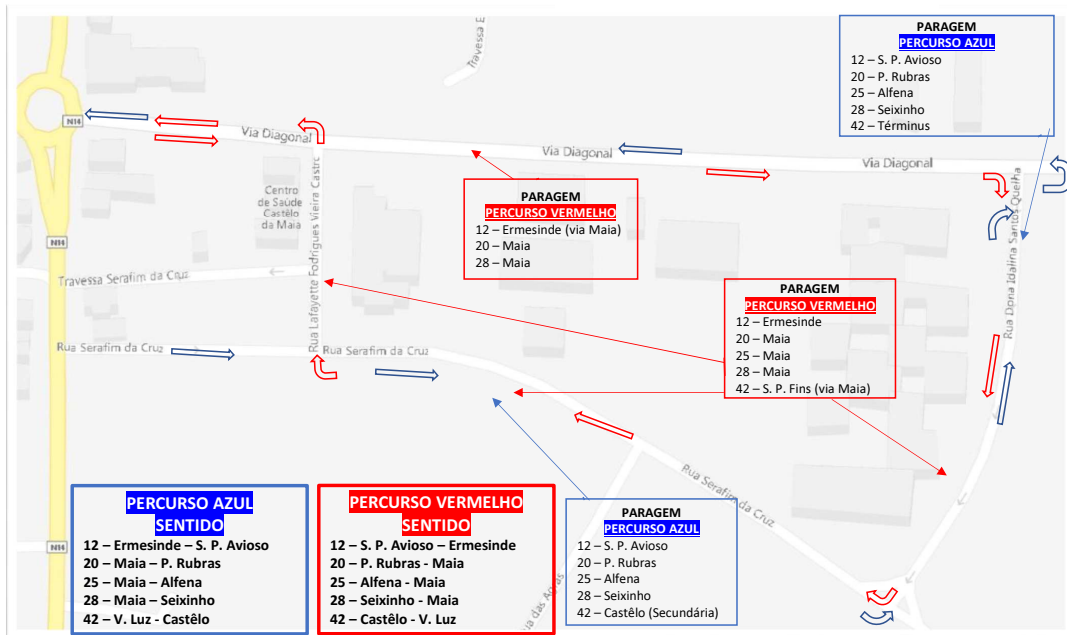 Travessa E
PARAGEM
PERCURSO AZUL
12 – S. P. Avioso
20 – P. Rubras
25 – Alfena
28 – Seixinho
42 – Términus
N14
Via Diagonal
Via Diagonal
Via Diagonal
Centro
de Saúde
Castêlo
da Maia
Rua Lafayette Fodrigues Vieira Castro
PARAGEM
PERCURSO VERMELHO
12 – Ermesinde (via Maia)
20 – Maia
28 – Maia
Rua Dona Idalina Santos Quelha
N14
Travessa Serafim da Cruz
PARAGEM
PERCURSO VERMELHO
12 – Ermesinde
20 – Maia
25 – Maia
28 – Maia
42 – S. P. Fins (via Maia)
Rua Serafim da Cruz
Rua Serafim da Cruz
Rua Serafim da Cruz
N14
PERCURSO AZUL
SENTIDO
12 – Ermesinde – S. P. Avioso
20 – Maia – P. Rubras
25 – Maia – Alfena
28 – Maia – Seixinho
42 – V. Luz - Castêlo
PERCURSO VERMELHO
SENTIDO
12 – S. P. Avioso – Ermesinde
20 – P. Rubras - Maia
25 – Alfena - Maia
28 – Seixinho - Maia
42 – Castêlo - V. Luz
das Agras
PARAGEM
PERCURSO AZUL
12 – S. P. Avioso
20 – P. Rubras
25 – Alfena
28 – Seixinho
42 – Castêlo (Secundária)